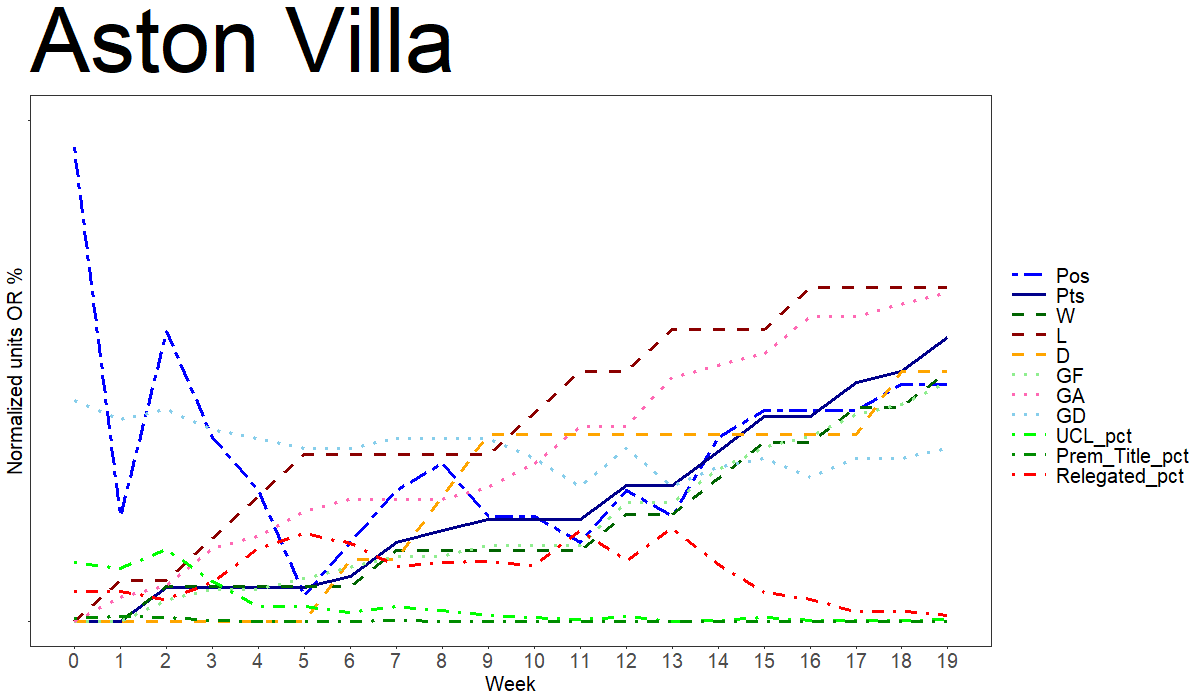 Aston Villa
Normalized units OR %
0 1 2 3 4 5 6 7 8 9 10 11 12 13 14 15 16 17 18 19
Week
Pos
Pts
W
L
D
GF
GA
GD
UCL_pct
Prem_Title_pct
Relegated_pct